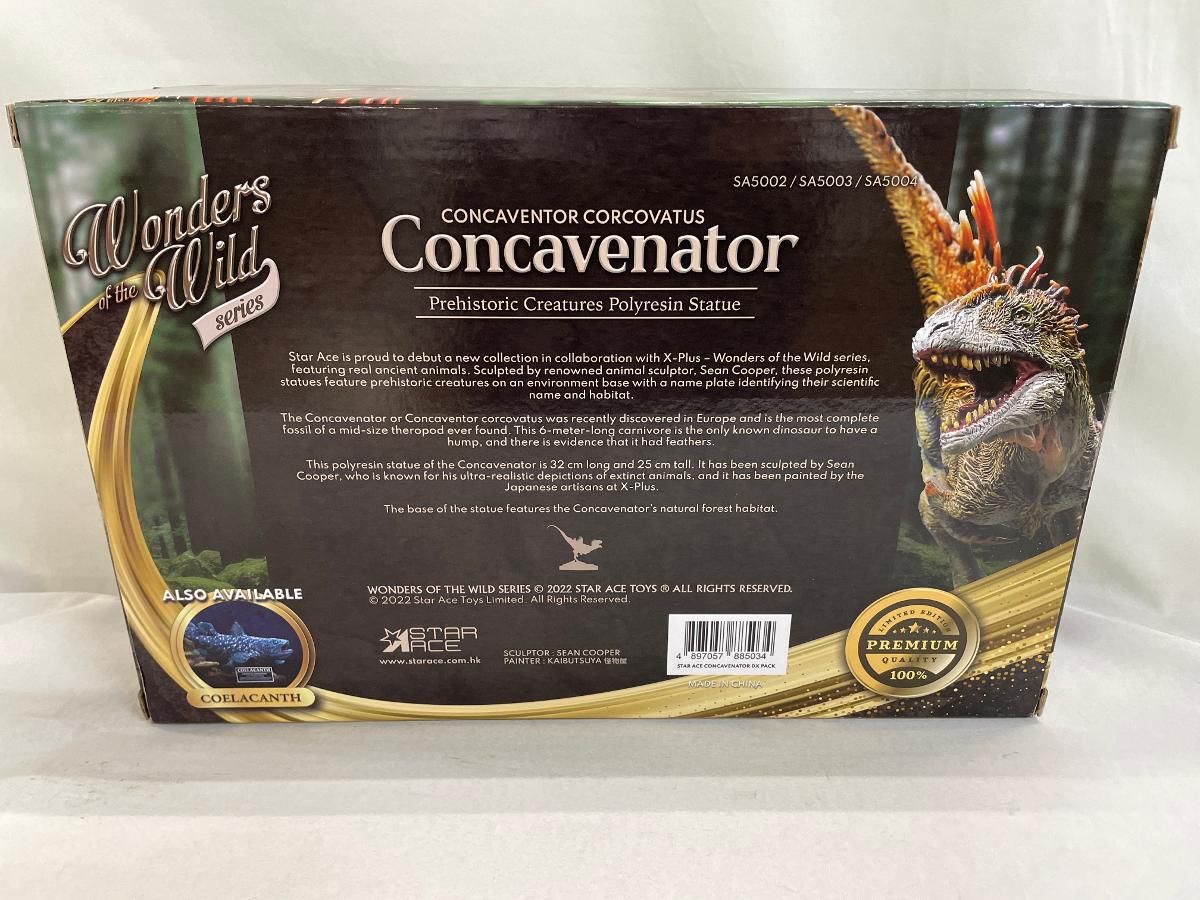 Wonders
of the Wild
series
SA5002 / SA5003 / SA5004
CONCAVENTOR CORCOVATUS
Concavenator
Prehistoric Creatures Polyresin Statue
Star Ace is proud to debut a new collection in collaboration with X-Plus – Wonders of the Wild series,
featuring real ancient animals. Sculpted by renowned animal sculptor, Sean Cooper, these polyresin
statues feature prehistoric creatures on an environment base with a name plate identifying their scientific
name and habitat.
The Concavenator or Concaventor corcovatus was recently discovered in Europe and is the most complete
fossil of a mid-size theropod ever found. This 6-meter-long carnivore is the only known dinosaur to have a
hump, and there is evidence that it had feathers.
This polyresin statue of the Concavenator is 32 cm long and 25 cm tall. It has been sculpted by Sean
Cooper, who is known for his ultra-realistic depictions of extinct animals, and it has been painted by the
Japanese artisans at X-Plus.
The base of the statue features the Concavenator's natural forest habitat.
WONDERS OF THE WILD SERIES © 2022 STAR ACE TOYS ® ALL RIGHTS RESERVED.
© 2022 Star Ace Toys Limited. All Rights Reserved.
ALSO AVAILABLE
COELACANTH
COELACANTH
STAR
ACE
www.starace.com.hk
SCULPTOR : SEAN COOPER
PAINTER : KAIBUTSUYA 怪物屋
4 897057 885034
STAR ACE CONCAVENATOR DX PACK
MADE IN CHINA
LIMITED EDITION
PREMIUM
QUALITY
100%